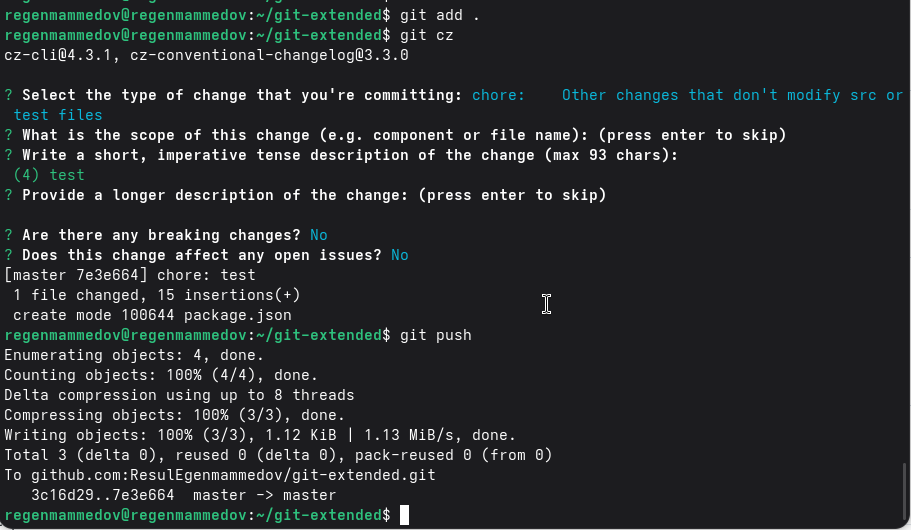 regenmammedov@regenmammedov:~/git-extended$ git add .
regenmammedov@regenmammedov:~/git-extended$ git cz
cz-cli@4.3.1, cz-conventional-changelog@3.3.0
? Select the type of change that you're committing: chore:    Other changes that don't modify src or
 test files
? What is the scope of this change (e.g. component or file name): (press enter to skip)
? Write a short, imperative tense description of the change (max 93 chars):
 (4) test
? Provide a longer description of the change: (press enter to skip)
? Are there any breaking changes? No
? Does this change affect any open issues? No
[master 7e3e664] chore: test
 1 file changed, 15 insertions(+)
 create mode 100644 package.json
regenmammedov@regenmammedov:~/git-extended$ git push
Enumerating objects: 4, done.
Counting objects: 100% (4/4), done.
Delta compression using up to 8 threads
Compressing objects: 100% (3/3), done.
Writing objects: 100% (3/3), 1.12 KiB | 1.13 MiB/s, done.
Total 3 (delta 0), reused 0 (delta 0), pack-reused 0 (from 0)
To github.com:ResulEgenmammedov/git-extended.git
   3c16d29..7e3e664  master -> master
regenmammedov@regenmammedov:~/git-extended$